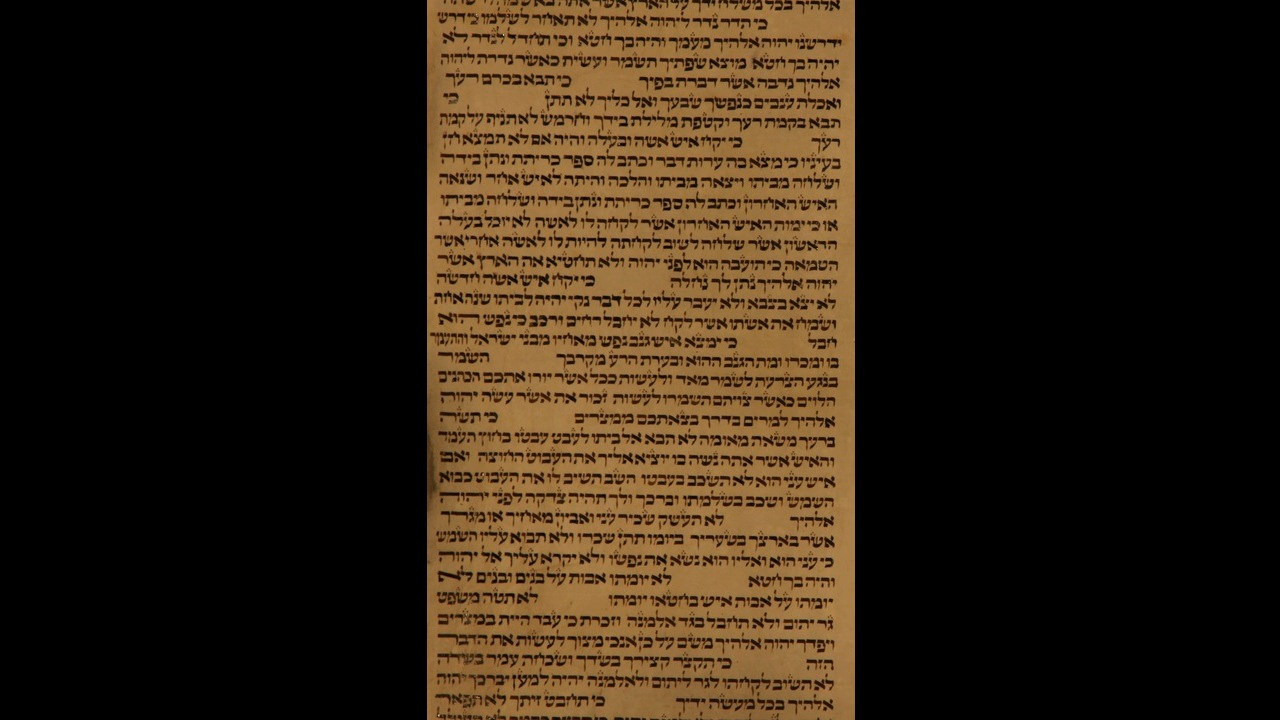 אלהיך בכל משלח ידך על הארץ אשר אתה בא שמה לרשתה
כי תדר נדר ליהוה אלהיך לא תאחר לשלמו כי דרש
ידרשנו יהוה אלהיך מעמך והיה בך חטא וכי תחדל לנדר לא
יהיה בך חטא מוצא שפתיך תשמר ועשית כאשר נדרת ליהוה
אלהיך נדבה אשר דברת בפיך כי תבא בכרם רעך
ואכלת ענבים כנפשך שבעך ואל כליך לא תתן כי
תבא בקמת רעך וקטפת מלילת בידך וחרמש לא תניף על קמת
רעך כי יקח איש אשה ובעלה והיה אם לא תמצא חן
בעיניו כי מצא בה ערות דבר וכתב לה ספר כריתת ונתן בידה
ושלחה מביתו ויצאה מביתו והלכה והיתה לאיש אחר ושנאה
האיש האחרון וכתב לה ספר כריתת ונתן בידה ושלחה מביתו
או כי ימות האיש האחרון אשר לקחה לו לאשה לא יוכל בעלה
הראשון אשר שלחה לשוב לקחתה להיות לו לאשה אחרי אשר
הטמאה כי תועבה הוא לפני יהוה ולא תחטיא את הארץ אשר
יהוה אלהיך נתן לך נחלה כי יקח איש אשה חדשה
לא יצא בצבא ולא יעבר עליו לכל דבר נקי יהיה לביתו שנה אחת
ושמח את אשתו אשר לקח לא יחבל רחים ורכב כי נפש הוא
חבל כי ימצא איש גנב נפש מאחיו מבני ישראל והתעמר
בו ומכרו ומת הגנב ההוא ובערת הרע מקרבך השמר
בנגע הצרעת לשמר מאד ולעשות ככל אשר יורו אתכם הכהנים
הלוים כאשר צויתם תשמרו לעשות זכור את אשר עשה יהוה
אלהיך למרים בדרך בצאתכם ממצרים כי תשה
ברעך משאת מאומה לא תבא אל ביתו לעבט עבטו בחוץ תעמד
והאיש אשר אתה נשה בו יוציא אליך את העבוט החוצה ואם
איש עני הוא לא תשכב בעבטו השב תשיב לו את העבוט כבוא
השמש ושכב בשלמתו וברכך ולך תהיה צדקה לפני יהוה
אלהיך לא תעשק שכיר עני ואביון מאחיך או מגרך
אשר בארצך בשעריך ביומו תתן שכרו ולא תבוא עליו השמש
כי עני הוא ואליו הוא נשא את נפשו ולא יקרא עליך אל יהוה
והיה בך חטא לא יומתו אבות על בנים ובנים לא
יומתו על אבות איש בחטאו יומתו לא תטה משפט
גר יתום ולא תחבל בגד אלמנה וזכרת כי עבד היית במצרים
ויפדך יהוה אלהיך משם על כן אנכי מצוך לעשות את הדבר
הזה כי תקצר קצירך בשדך ושכחת עמר בשדה
לא תשוב לקחתו לגר ליתום ולאלמנה יהיה למען יברכך יהוה
אלהיך בכל מעשה ידיך כי תחבט זיתך לא תפאר